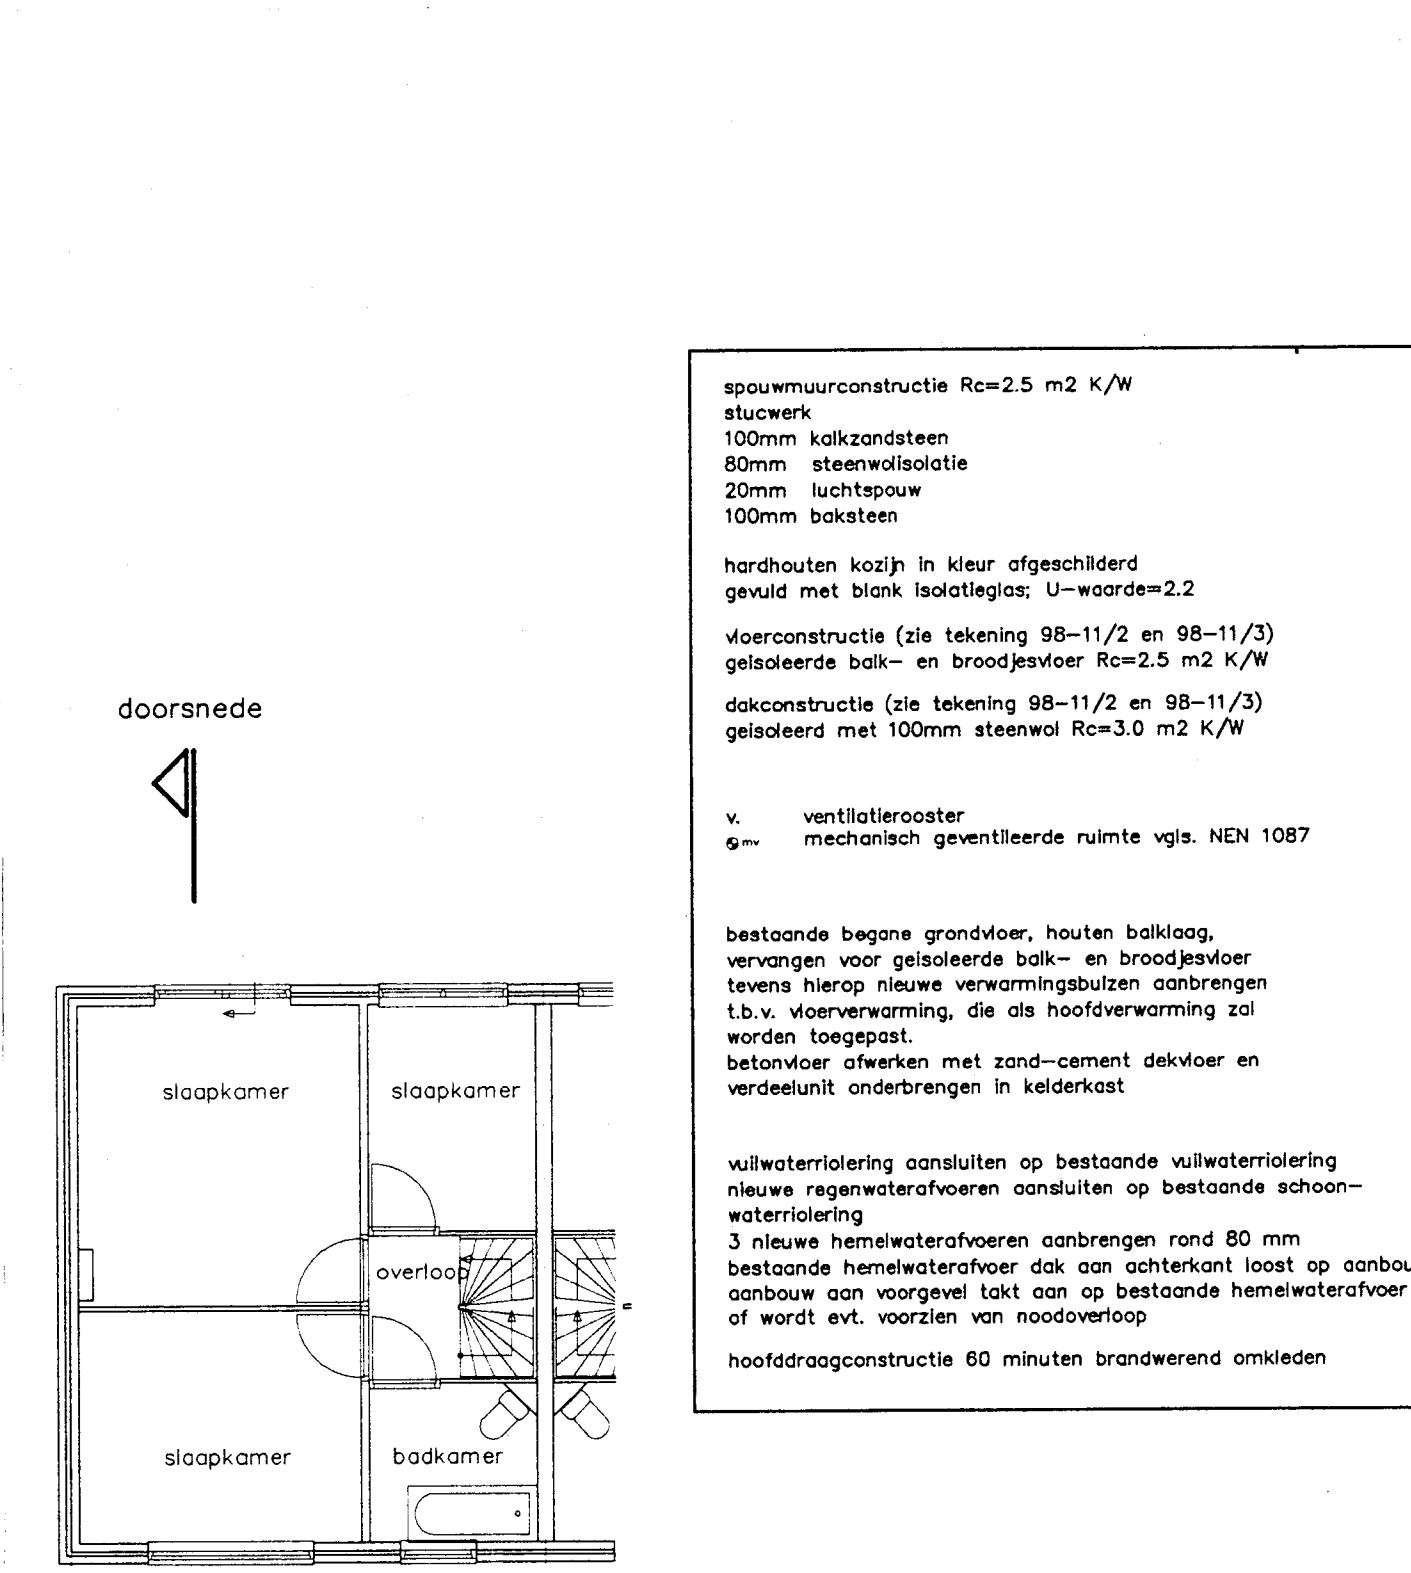 spouwmuurconstructie Rc=2.5 m2 K/W
stucwerk
100mm kalkzandsteen
80mm steenwolisolatie
20mm luchtspouw
100mm baksteen
hardhouten kozijn in kleur afgeschilderd
gevuld met blank isolatieglas; U-waarde=2.2
vloerconstructie (zie tekening 98-11/2 en 98-11/3)
geisoleerde balk- en broodjesvloer Rc=2.5 m2 K/W
dakconstructie (zie tekening 98-11/2 en 98-11/3)
geisoleerd met 100mm steenwol Rc=3.0 m2 K/W
v. ventilatierooster
mv mechanisch geventileerde ruimte vgls. NEN 1087
bestaande begane grondvloer, houten balklaag,
vervangen voor geisoleerde balk- en broodjesvloer
tevens hierop nieuwe verwarmingsbuizen aanbrengen
t.b.v. vloerverwarming, die als hoofdverwarming zal
worden toegepast.
betonvloer afwerken met zand-cement dekvloer en
verdeelunit onderbrengen in kelderkast
vuilwaterriolering aansluiten op bestaande vuilwaterriolering
nieuwe regenwaterafvoeren aansluiten op bestaande schoon-
waterriolering
3 nieuwe hemelwaterafvoeren aanbrengen rond 80 mm
bestaande hemelwaterafvoer dak aan achterkant loost op aanbou
aanbouw aan voorgevel takt aan op bestaande hemelwaterafvoer
of wordt evt. voorzien van noodoverloop
hoofddraagconstructie 60 minuten brandwerend omkleden
doorsnede
slaapkamer
slaapkamer
overloop
slaapkamer
badkamer